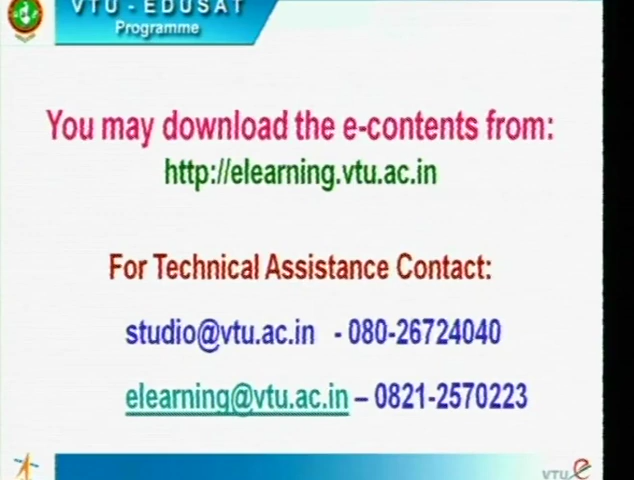 VTU - EDUSAT
Programme
You may download the e-contents from:
http://elearning.vtu.ac.in
For Technical Assistance Contact:
studio@vtu.ac.in - 080-26724040
elearning@vtu.ac.in – 0821-2570223
VTU e